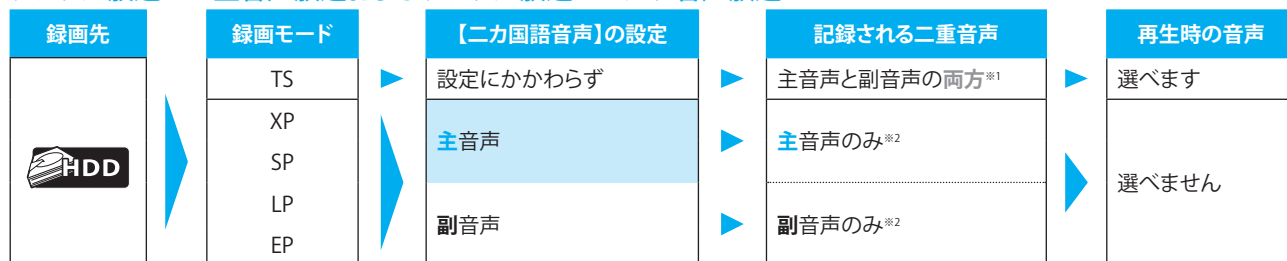 録画先
録画モード
【二カ国語音声】の設定
記録される二重音声
再生時の音声
HDD
TS
設定にかかわらず
主音声と副音声の両方※1
選べます
XP
SP
主音声
主音声のみ※2
LP
EP
副音声
副音声のみ※2
選べません